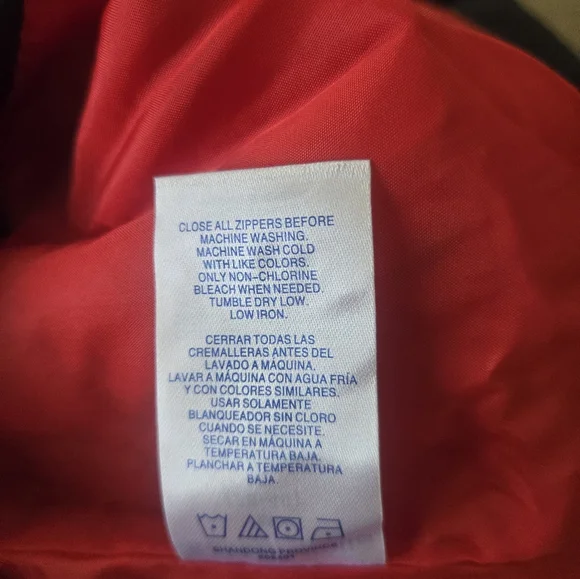 CLOSE ALL ZIPPERS BEFORE
MACHINE WASHING.
MACHINE WASH COLD
WITH LIKE COLORS.
ONLY NON-CHLORINE
BLEACH WHEN NEEDED.
TUMBLE DRY LOW.
LOW IRON.
CERRAR TODAS LAS
CREMALLERAS ANTES DEL
LAVADO A MÁQUINA.
LAVAR A MÁQUINA CON AGUA FRÍA
Y CON COLORES SIMILARES.
USAR SOLAMENTE
BLANQUEADOR SIN CLORO
CUANDO SE NECESITE.
SECAR EN MÁQUINA A
TEMPERATURA BAJA.
PLANCHAR A TEMPERATURA
BAJA.
SHANDONG PROVINCE